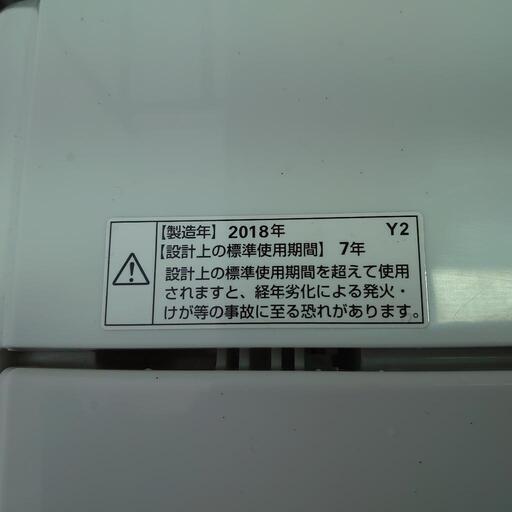 【製造年】 2018年 Y2
【設計上の標準使用期間】 7年
設計上の標準使用期間を超えて使用
されますと、経年劣化による発火・
けが等の事故に至る恐れがあります。